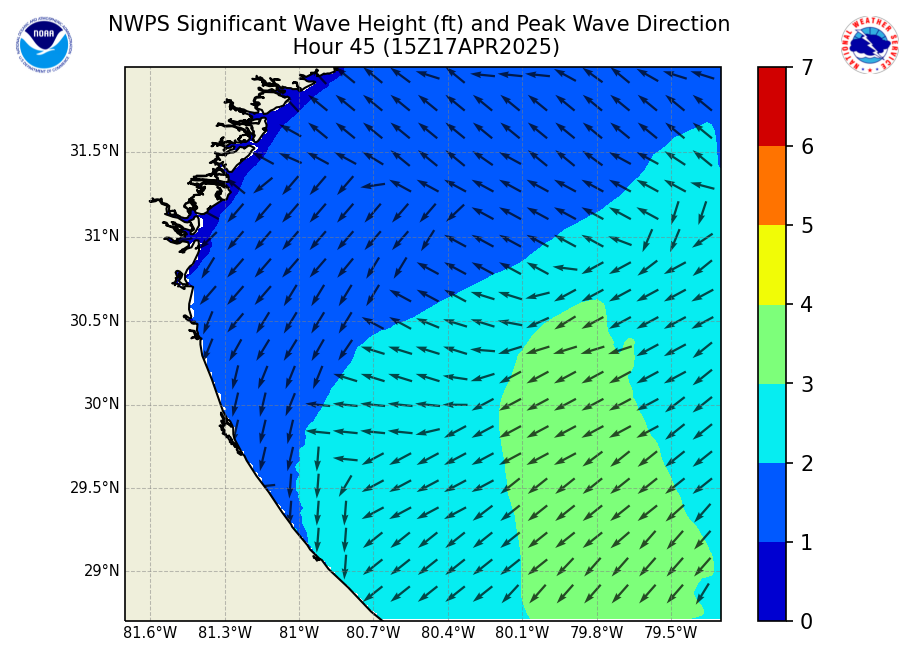 NWPS Significant Wave Height (ft) and Peak Wave Direction
Hour 45 (15Z17APR2025)
NOAA
NATIONAL WEATHER SERVICE
31.5°N
31°N
30.5°N
30°N
29.5°N
29°N
81.6°W 81.3°W 81°W 80.7°W 80.4°W 80.1°W 79.8°W 79.5°W
7
6
5
4
3
2
1
0